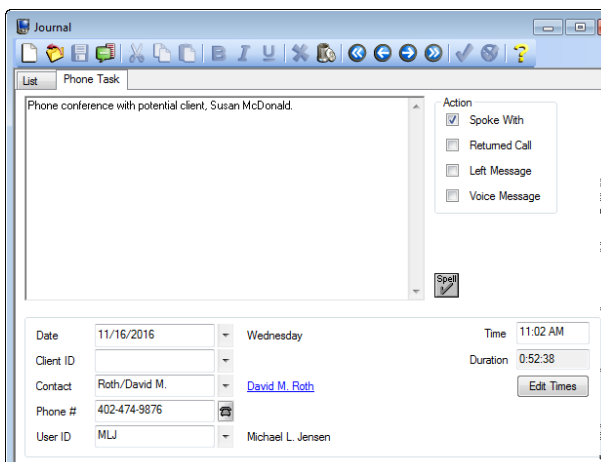 Journal
B I U
List Phone Task
Phone conference with potential client, Susan McDonald.
Action
Spoke With
Returned Call
Left Message
Voice Message
Spell
Date 11/16/2016 Wednesday Time 11:02 AM
Client ID Duration 0:52:38
Contact Roth/David M. David M. Roth Edit Times
Phone # 402-474-9876
User ID MLJ Michael L. Jensen